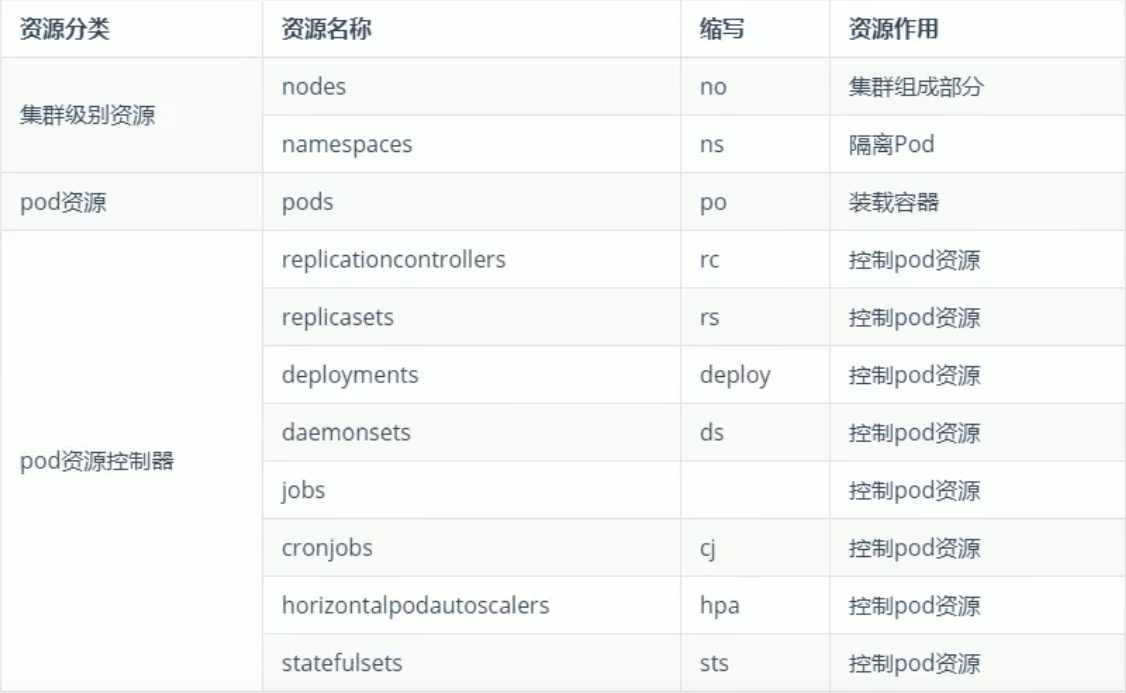 资源分类 资源名称 缩写 资源作用
集群级别资源 nodes no 集群组成部分
namespaces ns 隔离Pod
pod资源 pods po 装载容器
pod资源控制器 replicationcontrollers rc 控制pod资源
replicasets rs 控制pod资源
deployments deploy 控制pod资源
daemonsets ds 控制pod资源
jobs 控制pod资源
cronjobs cj 控制pod资源
horizontalpodautoscalers hpa 控制pod资源
statefulsets sts 控制pod资源